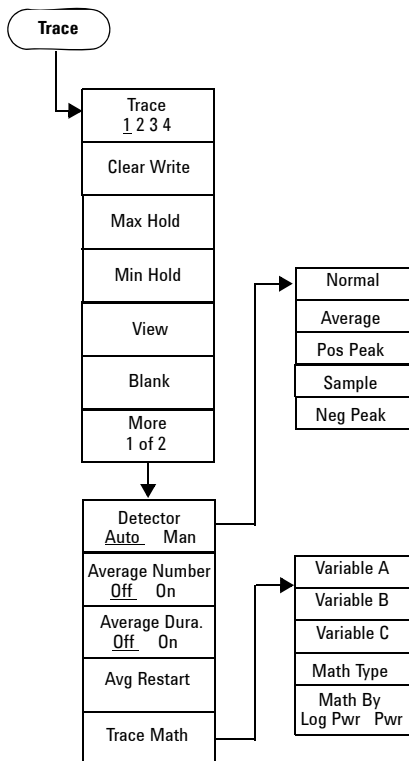 Trace
Trace
1 2 3 4
Clear Write
Max Hold
Min Hold
View
Blank
More
1 of 2
Detector
Auto Man
Average Number
Off On
Average Dura.
Off On
Avg Restart
Trace Math
Normal
Average
Pos Peak
Sample
Neg Peak
Variable A
Variable B
Variable C
Math Type
Math By
Log Pwr Pwr